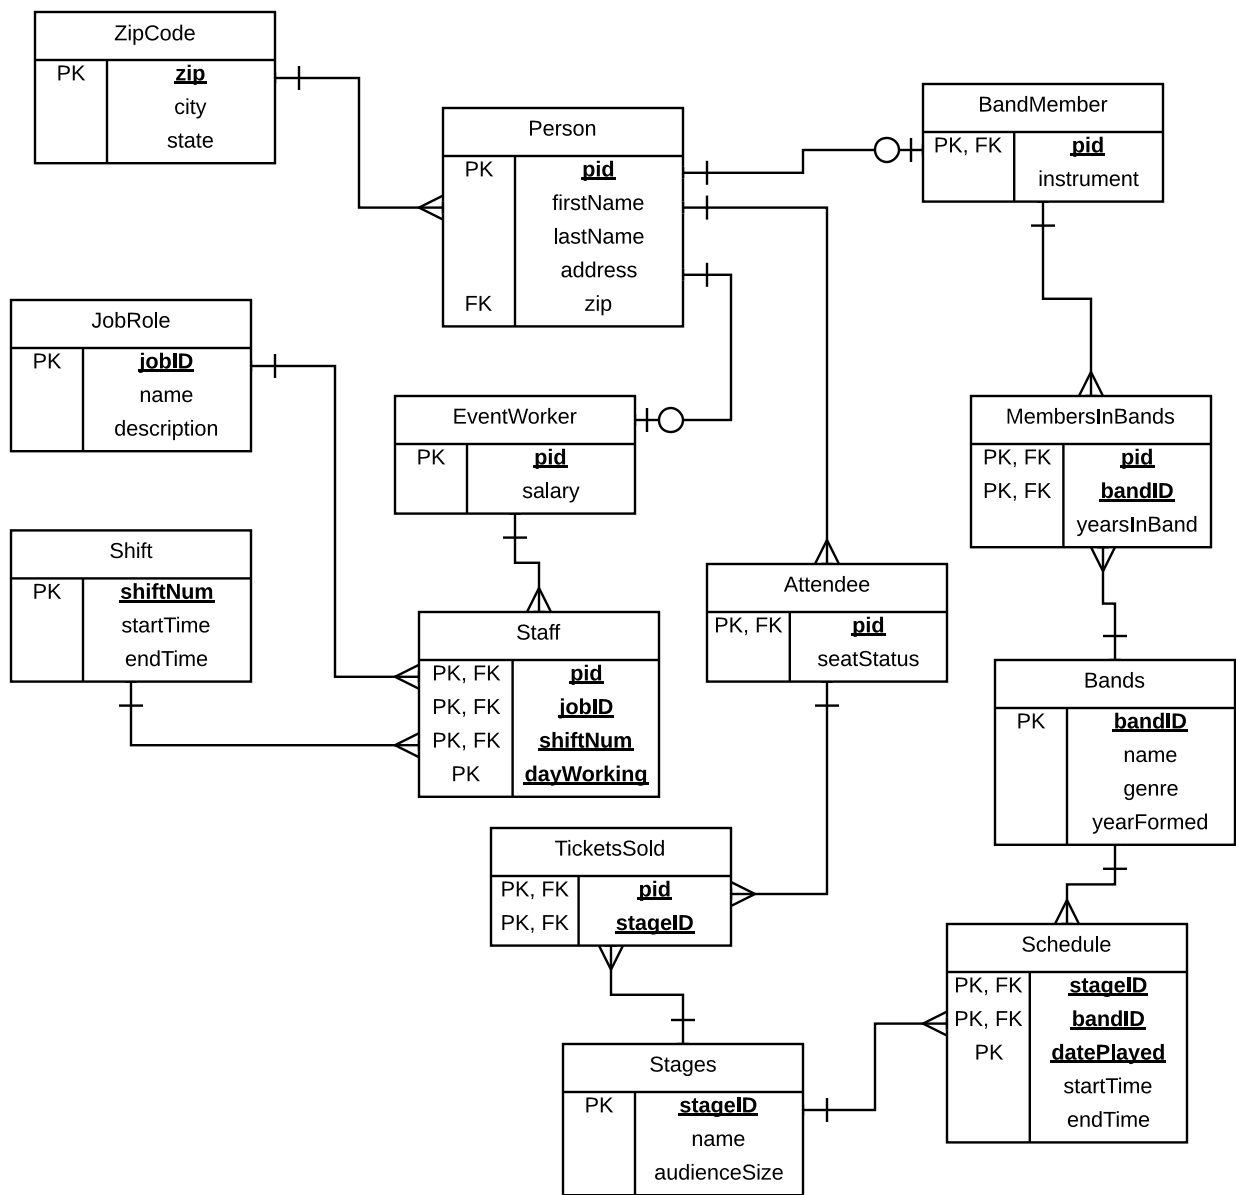 ZipCode
PK zip
city
state
Person
PK pid
firstName
lastName
address
FK zip
BandMember
PK, FK pid
instrument
JobRole
PK jobID
name
description
EventWorker
PK pid
salary
MembersInBands
PK, FK pid
PK, FK bandID
yearsInBand
Shift
PK shiftNum
startTime
endTime
Staff
PK, FK pid
PK, FK jobID
PK, FK shiftNum
PK dayWorking
Attendee
PK, FK pid
seatStatus
Bands
PK bandID
name
genre
yearFormed
TicketsSold
PK, FK pid
PK, FK stageID
Schedule
PK, FK stageID
PK, FK bandID
PK datePlayed
startTime
endTime
Stages
PK stageID
name
audienceSize